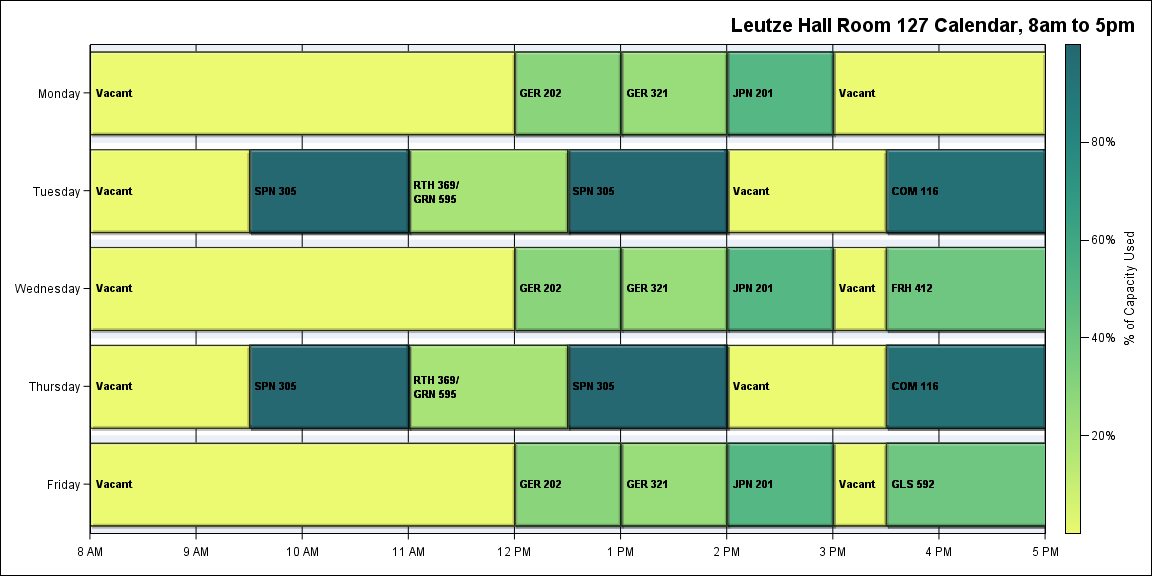 Leutze Hall Room 127 Calendar, 8am to 5pm
Monday
Vacant
GER 202
GER 321
JPN 201
Vacant
Tuesday
Vacant
SPN 305
RTH 369/
GRN 595
SPN 305
Vacant
COM 116
Wednesday
Vacant
GER 202
GER 321
JPN 201
Vacant
FRH 412
Thursday
Vacant
SPN 305
RTH 369/
GRN 595
SPN 305
Vacant
COM 116
Friday
Vacant
GER 202
GER 321
JPN 201
Vacant
GLS 592
8 AM
9 AM
10 AM
11 AM
12 PM
1 PM
2 PM
3 PM
4 PM
5 PM
80%
60%
40%
20%
% of Capacity Used